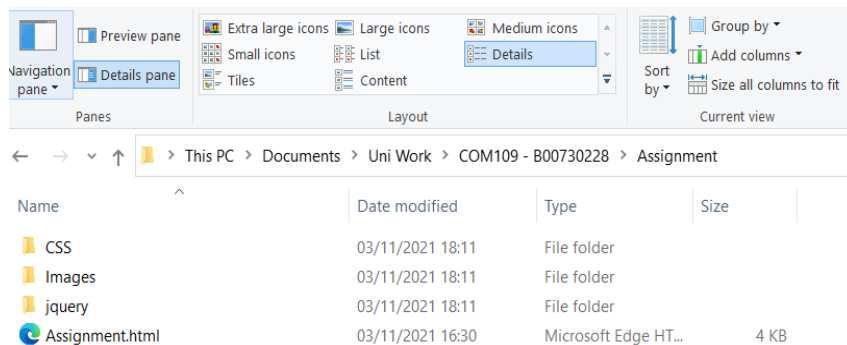 Preview pane
Extra large icons Large icons Medium icons
Group by
Small icons List Details
Add columns
Navigation pane
Details pane
Tiles Content
Sort by
Size all columns to fit
Panes Layout Current view
This PC > Documents > Uni Work > COM109 - B00730228 > Assignment
Name Date modified Type Size
CSS 03/11/2021 18:11 File folder
Images 03/11/2021 18:11 File folder
jquery 03/11/2021 18:11 File folder
Assignment.html 03/11/2021 16:30 Microsoft Edge HT... 4 KB